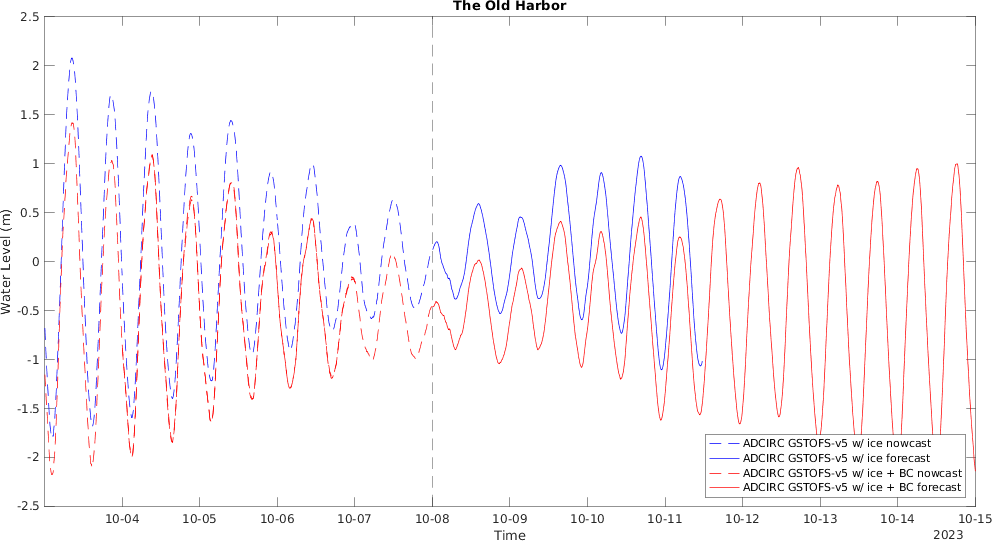 The Old Harbor
Water Level (m)
2.5
2
1.5
1
0.5
0
-0.5
-1
-1.5
-2
-2.5
ADCIRC GSTOFS-v5 w/ ice nowcast
ADCIRC GSTOFS-v5 w/ ice forecast
ADCIRC GSTOFS-v5 w/ ice + BC nowcast
ADCIRC GSTOFS-v5 w/ ice + BC forecast
10-04 10-05 10-06 10-07 10-08 10-09 10-10 10-11 10-12 10-13 10-14 10-15
Time
2023